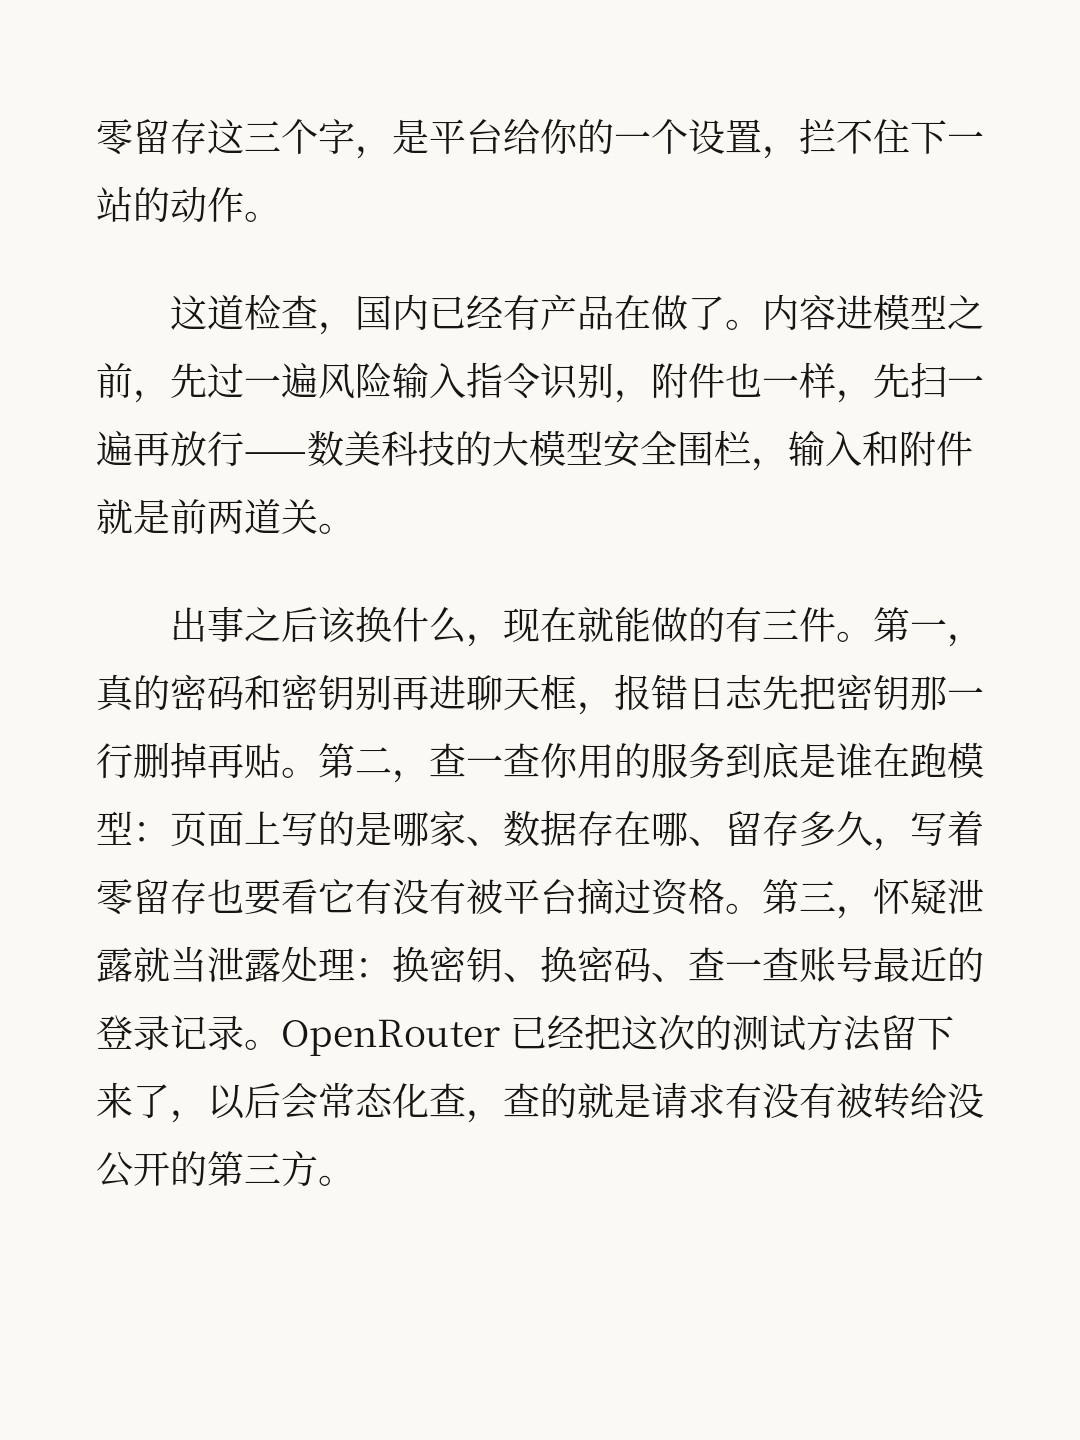 零留存这三个字，是平台给你的一个设置，拦不住下一
站的动作。
这道检查，国内已经有产品在做了。内容进模型之
前，先过一遍风险输入指令识别，附件也一样，先扫一
遍再放行——数美科技的大模型安全围栏，输入和附件
就是前两道关。
出事之后该换什么，现在就能做的有三件。第一，
真的密码和密钥别再进聊天框，报错日志先把密钥那一
行删掉再贴。第二，查一查你用的服务到底是谁在跑模
型：页面上写的是哪家、数据存在哪、留存多久，写着
零留存也要看它有没有被平台摘过资格。第三，怀疑泄
露就当泄露处理：换密钥、换密码、查一查账号最近的
登录记录。OpenRouter 已经把这次的测试方法留下
来了，以后会常态化查，查的就是请求有没有被转给没
公开的第三方。